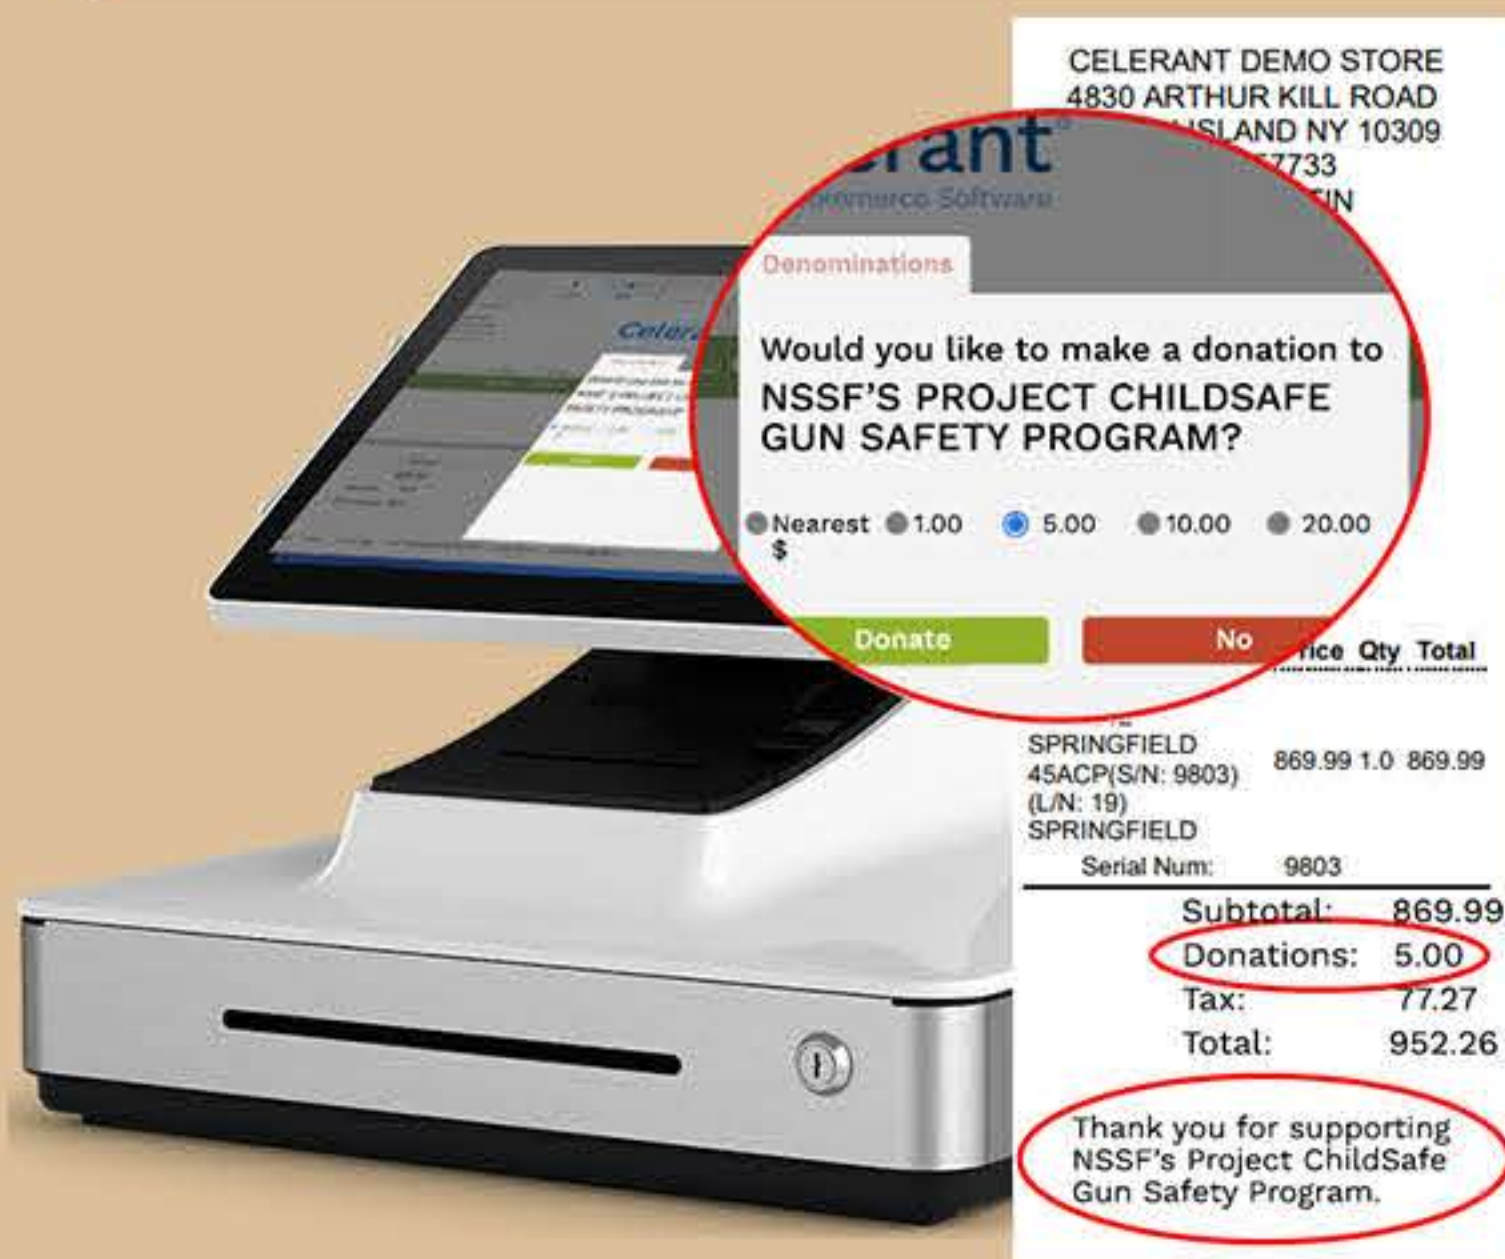 CELERANT DEMO STORE
4830 ARTHUR KILL ROAD
ISLAND NY 10309
7733
Celer
Denominations
Would you like to make a donation to
NSSF'S PROJECT CHILDSAFE
GUN SAFETY PROGRAM?
Nearest $ 1.00 5.00 10.00 20.00
Donate No
Qty Total
SPRINGFIELD
45ACP(S/N: 9803) 869.99 1.0 869.99
(L/N: 19)
SPRINGFIELD
Serial Num: 9803
Subtotal: 869.99
Donations: 5.00
Tax: 77.27
Total: 952.26
Thank you for supporting
NSSF's Project ChildSafe
Gun Safety Program.